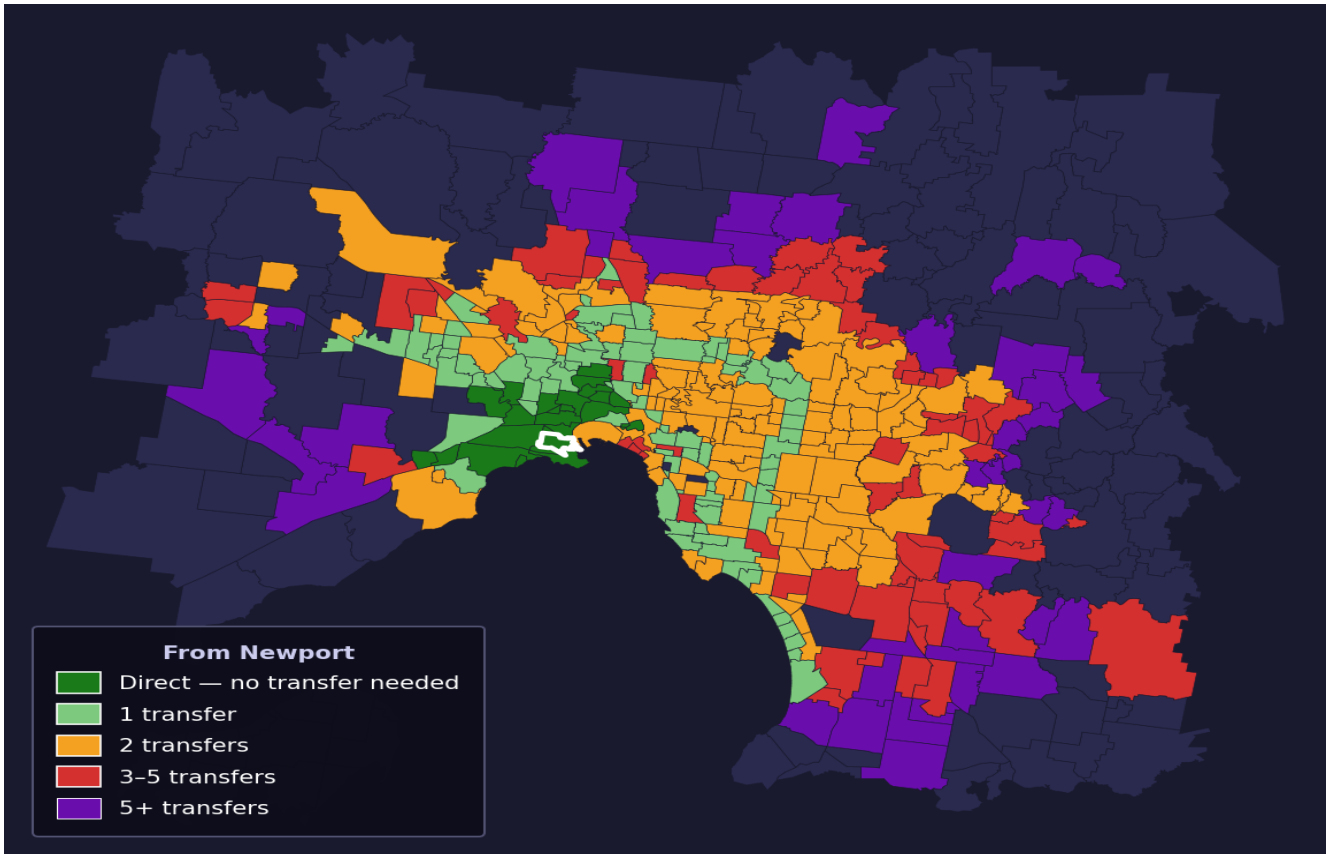 From Newport
Direct — no transfer needed
1 transfer
2 transfers
3–5 transfers
5+ transfers